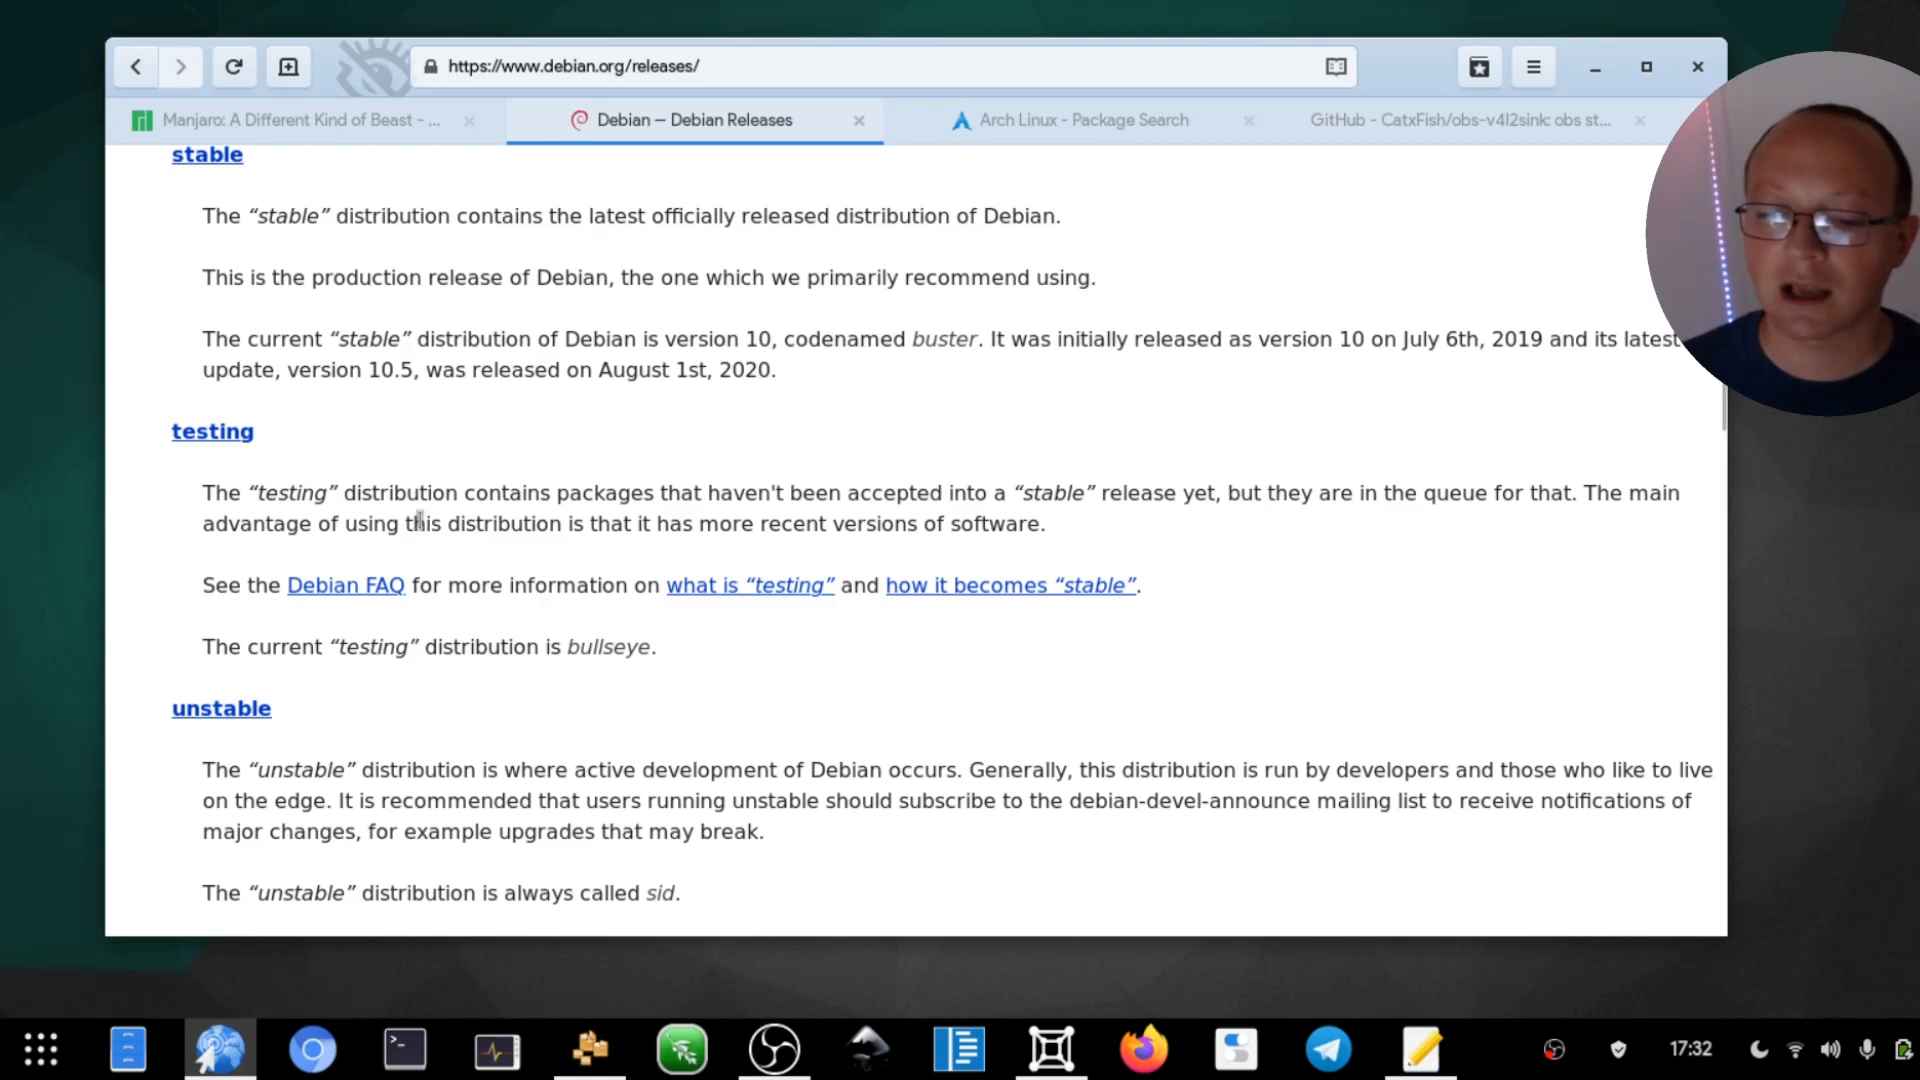 https://www.debian.org/releases/
Manjaro: A Different Kind of Beast - ...
Debian — Debian Releases
Arch Linux - Package Search
GitHub - CatxFish/obs-v4l2sink: obs st...
stable
The “stable” distribution contains the latest officially released distribution of Debian.
This is the production release of Debian, the one which we primarily recommend using.
The current “stable” distribution of Debian is version 10, codenamed buster. It was initially released as version 10 on July 6th, 2019 and its latest
update, version 10.5, was released on August 1st, 2020.
testing
The “testing” distribution contains packages that haven't been accepted into a “stable” release yet, but they are in the queue for that. The main
advantage of using this distribution is that it has more recent versions of software.
See the Debian FAQ for more information on what is “testing” and how it becomes “stable”.
The current “testing” distribution is bullseye.
unstable
The “unstable” distribution is where active development of Debian occurs. Generally, this distribution is run by developers and those who like to live
on the edge. It is recommended that users running unstable should subscribe to the debian-devel-announce mailing list to receive notifications of
major changes, for example upgrades that may break.
The “unstable” distribution is always called sid.
17:32